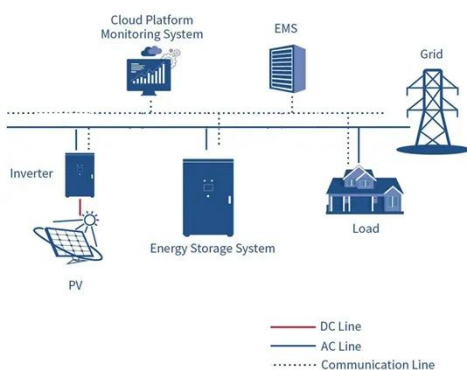 Cloud Platform
Monitoring System
EMS
Grid
Inverter
Energy Storage System
Load
PV
DC Line
AC Line
Communication Line